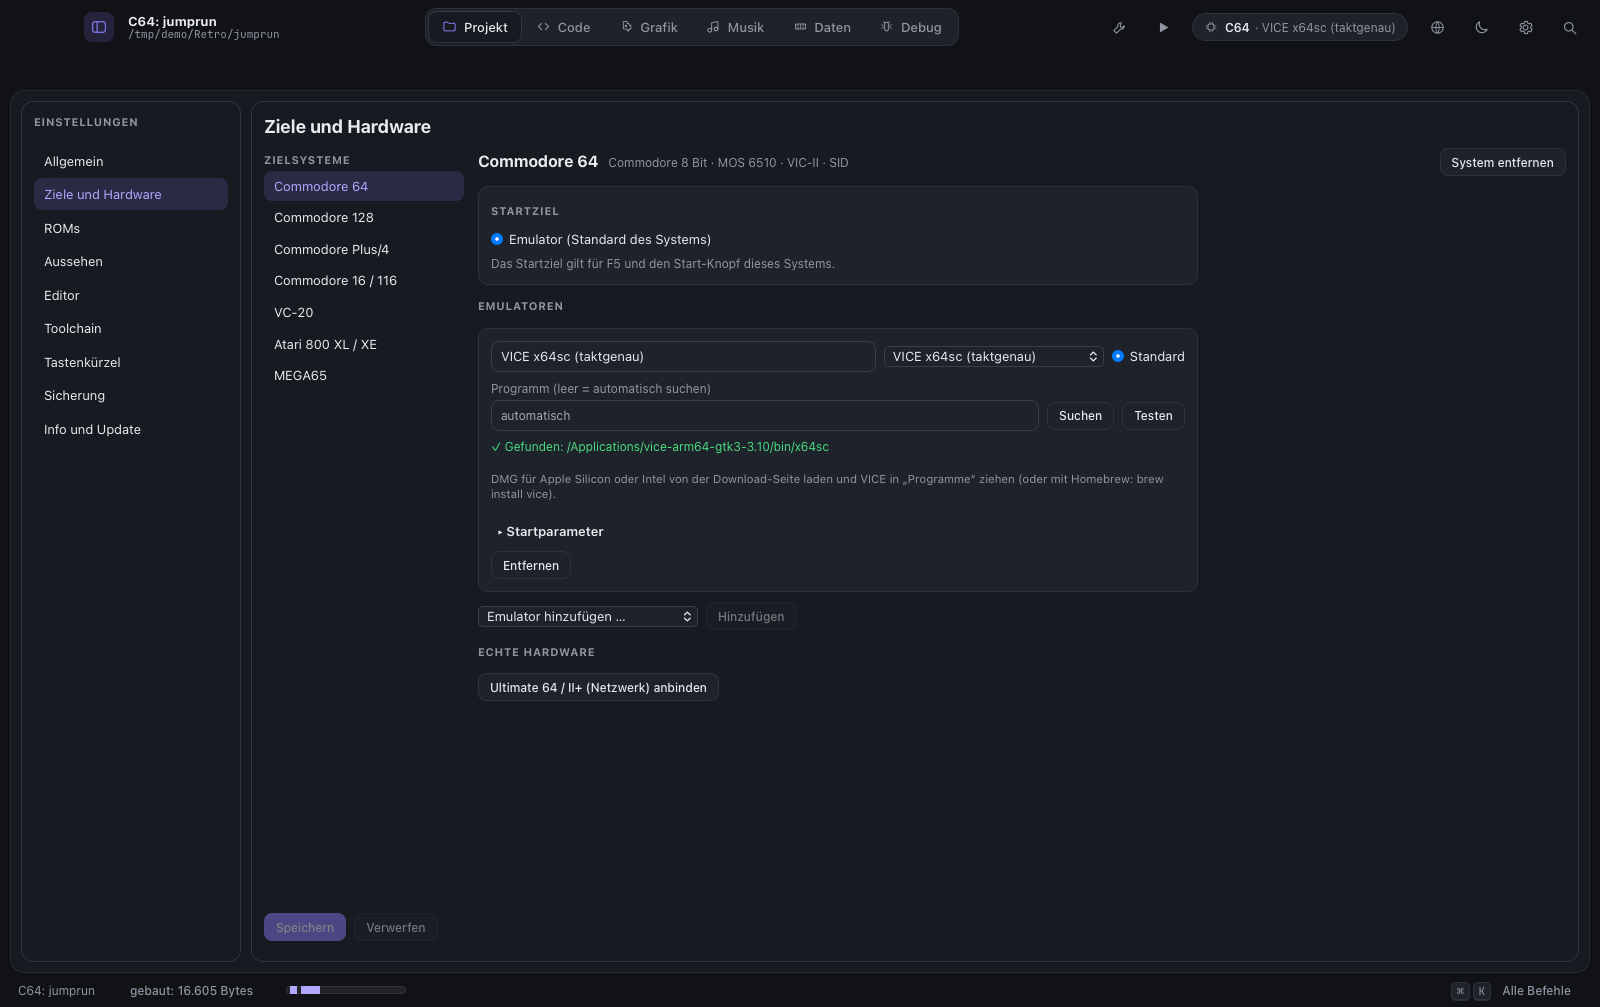 C64: jumprun
/tmp/demo/Retro/jumprun
Projekt
Code
Grafik
Musik
Daten
Debug
C64 · VICE x64sc (taktgenau)
EINSTELLUNGEN
Allgemein
Ziele und Hardware
ROMs
Aussehen
Editor
Toolchain
Tastenkürzel
Sicherung
Info und Update
Ziele und Hardware
ZIELSYSTEME
Commodore 64
Commodore 128
Commodore Plus/4
Commodore 16 / 116
VC-20
Atari 800 XL / XE
MEGA65
Commodore 64 Commodore 8 Bit · MOS 6510 · VIC-II · SID
System entfernen
STARTZIEL
Emulator (Standard des Systems)
Das Startziel gilt für F5 und den Start-Knopf dieses Systems.
EMULATOREN
VICE x64sc (taktgenau)
VICE x64sc (taktgenau)
Standard
Programm (leer = automatisch suchen)
automatisch
Suchen
Testen
✓ Gefunden: /Applications/vice-arm64-gtk3-3.10/bin/x64sc
DMG für Apple Silicon oder Intel von der Download-Seite laden und VICE in „Programme“ ziehen (oder mit Homebrew: brew
install vice).
▸ Startparameter
Entfernen
Emulator hinzufügen ...
Hinzufügen
ECHTE HARDWARE
Ultimate 64 / II+ (Netzwerk) anbinden
Speichern
Verwerfen
C64: jumprun
gebaut: 16.605 Bytes
⌘ K Alle Befehle